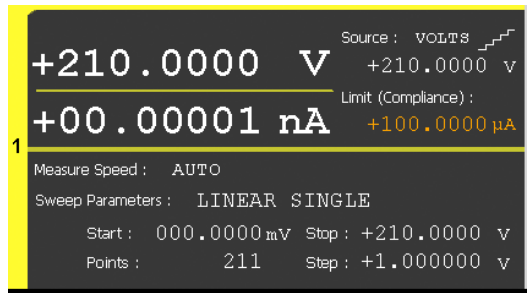 Source : VOLTS
+210.0000 V
+210.0000 V
Limit (Compliance) :
+00.00001 nA
+100.0000 µA
1
Measure Speed : AUTO
Sweep Parameters : LINEAR SINGLE
Start : 000.0000 mV Stop : +210.0000 V
Points : 211 Step : +1.000000 V